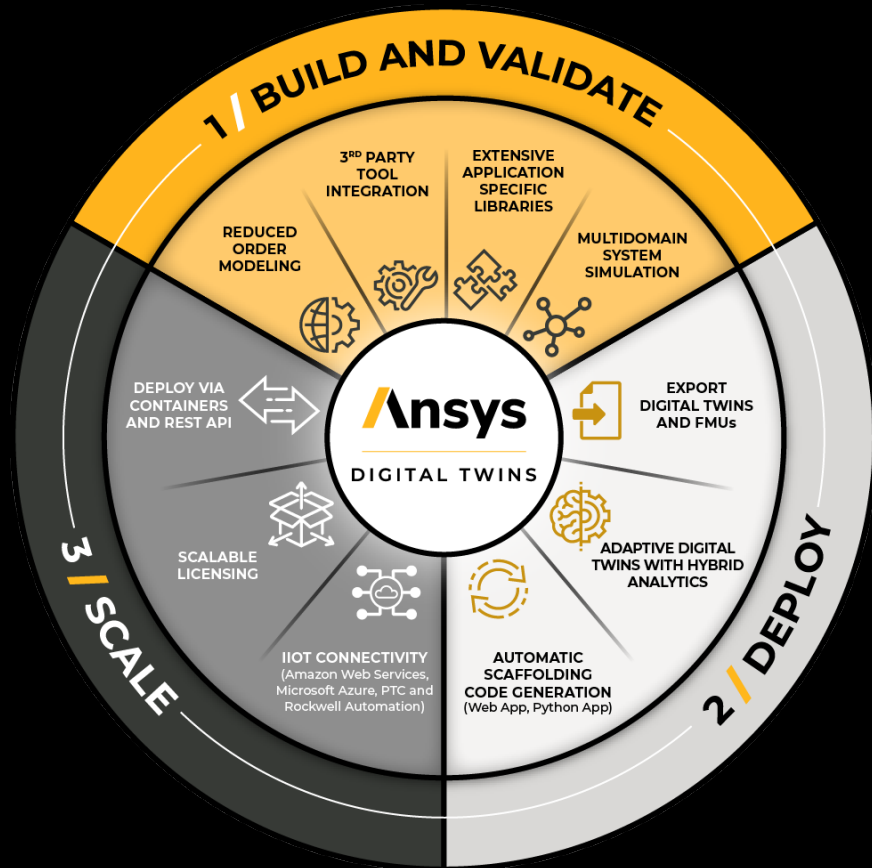 1 / BUILD AND VALIDATE
REDUCED
ORDER
MODELING
3RD PARTY
TOOL
INTEGRATION
EXTENSIVE
APPLICATION
SPECIFIC
LIBRARIES
MULTIDOMAIN
SYSTEM
SIMULATION
Ansys
DIGITAL TWINS
2 / DEPLOY
EXPORT
DIGITAL TWINS
AND FMUs
ADAPTIVE DIGITAL
TWINS WITH HYBRID
ANALYTICS
AUTOMATIC
SCAFFOLDING
CODE GENERATION
(Web App, Python App)
3 / SCALE
IIOT CONNECTIVITY
(Amazon Web Services,
Microsoft Azure, PTC and
Rockwell Automation)
SCALABLE
LICENSING
DEPLOY VIA
CONTAINERS
AND REST API